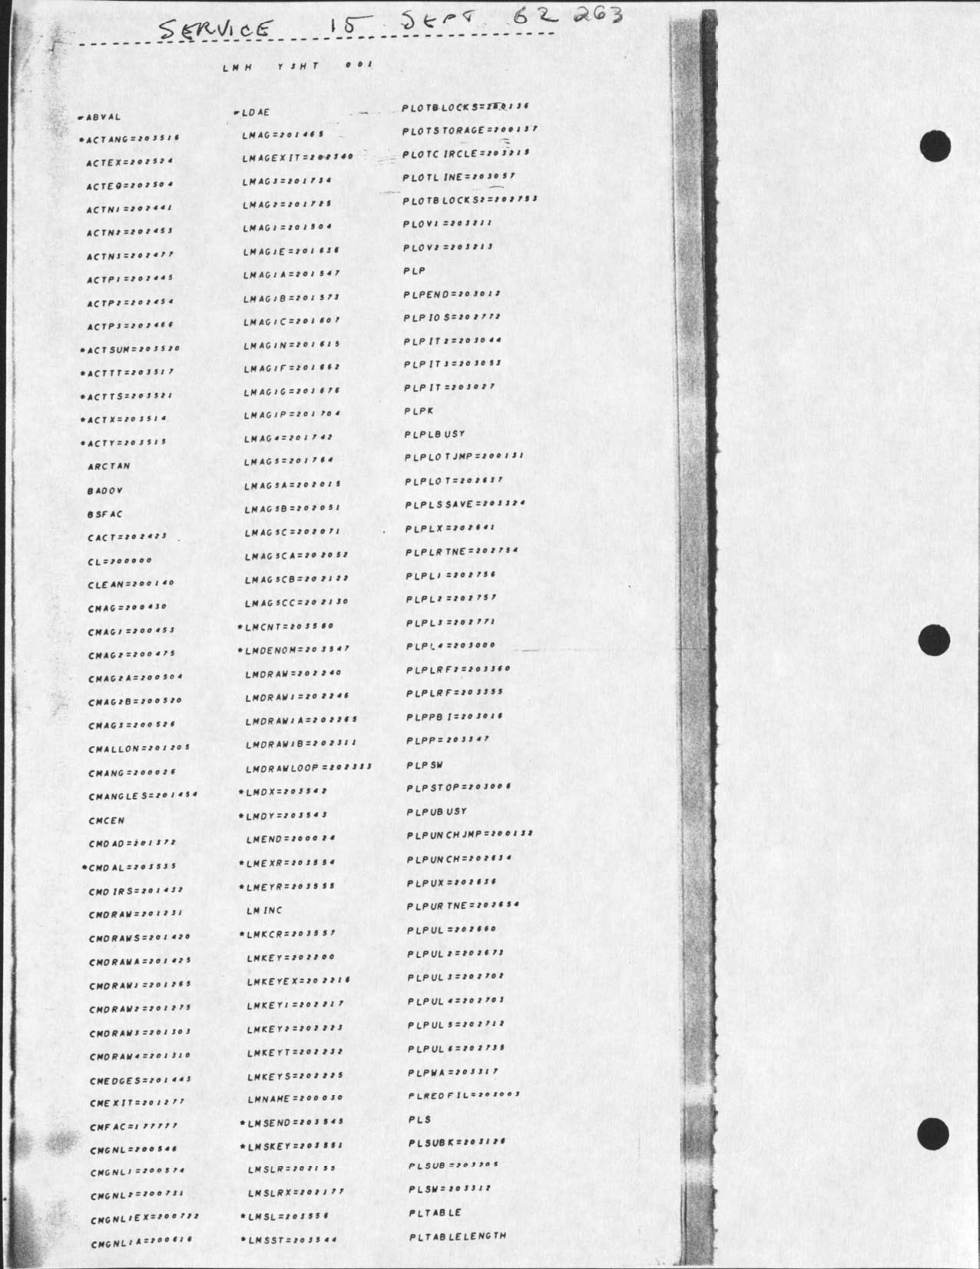 SERVICE 15 SEPT 62 263
LMH YSHT 001
-ABVAL
*ACTANG=203516
ACTEX=202524
ACTEQ=202504
ACTN1=202441
ACTN2=202453
ACTN3=202477
ACTP1=202445
ACTP2=202454
ACTP3=202466
*ACTSUM=203520
*ACTTT=203517
*ACTTS=203521
*ACTX=203514
*ACTY=203515
ARCTAN
BADOV
BSFAC
CACT=202423
CL=200000
CLEAN=200140
CMAG=200430
CMAG1=200453
CMAG2=200475
CMAG2A=200504
CMAG2B=200520
CMAG3=200526
CMALLON=201205
CMANG=200026
CMANGLES=201454
CMCEN
CMDAD=201372
*CMDAL=203535
CMDIRS=201432
CMDRAW=201231
CMDRAWS=201420
CMDRAWA=201425
CMDRAW1=201265
CMDRAW2=201275
CMDRAW3=201303
CMDRAW4=201310
CMEDGES=201443
CMEXIT=201277
CMFAC=177777
CMGNL=200546
CMGNL1=200574
CMGNL2=200731
CMGNL1EX=200722
CMGNL1A=200616
-LDAE
LMAG=201465
LMAGEXIT=202340
LMAG3=201734
LMAG2=201725
LMAG1=201504
LMAG1E=201636
LMAG1A=201547
LMAG1B=201573
LMAG1C=201607
LMAG1N=201615
LMAG1F=201662
LMAG1G=201676
LMAG1P=201704
LMAG4=201742
LMAG5=201764
LMAG5A=202015
LMAG5B=202051
LMAG5C=202071
LMAG5CA=202052
LMAG5CB=202122
LMAG5CC=202130
*LMCNT=203560
*LMDENOM=203547
LMDRAW=202240
LMDRAW1=202246
LMDRAW1A=202265
LMDRAW1B=202311
LMDRAWLOOP=202333
*LMDX=203542
*LMDY=203543
LMEND=200024
*LMEXR=203554
*LMEYR=203555
LMINC
*LMKCR=203557
LMKEY=202200
LMKEYEX=202216
LMKEY1=202217
LMKEY2=202223
LMKEYT=202232
LMKEYS=202225
LMNAME=200030
*LMSEND=203545
*LMSKEY=203551
LMSLR=202155
LMSLRX=202177
*LMSL=203556
*LMSST=203544
PLOTBLOCKS=200136
PLOTSTORAGE=200137
PLOTCIRCLE=203215
PLOTLINE=203057
PLOTBLOCKS2=202753
PLOV1=203211
PLOV2=203213
PLP
PLPEND=203012
PLPIOS=202772
PLPIT2=203044
PLPIT3=203053
PLPIT=203027
PLPK
PLPLBUSY
PLPLOTJMP=200131
PLPLOT=202637
PLPLSSAVE=203324
PLPLX=202641
PLPLRTNE=202754
PLPL1=202756
PLPL2=202757
PLPL3=202771
PLPL4=203000
PLPLRF2=203360
PLPLRF=203355
PLPPBI=203016
PLPP=203347
PLPSW
PLPSTOP=203006
PLPUBUSY
PLPUNCHJMP=200132
PLPUNCH=202634
PLPUX=202636
PLPURTNE=202654
PLPUL=202660
PLPUL2=202673
PLPUL3=202702
PLPUL4=202703
PLPUL5=202712
PLPUL6=202735
PLPWA=203317
PLREDFIL=203003
PLS
PLSUBK=203126
PLSUB=203205
PLSW=203312
PLTABLE
PLTABLELENGTH